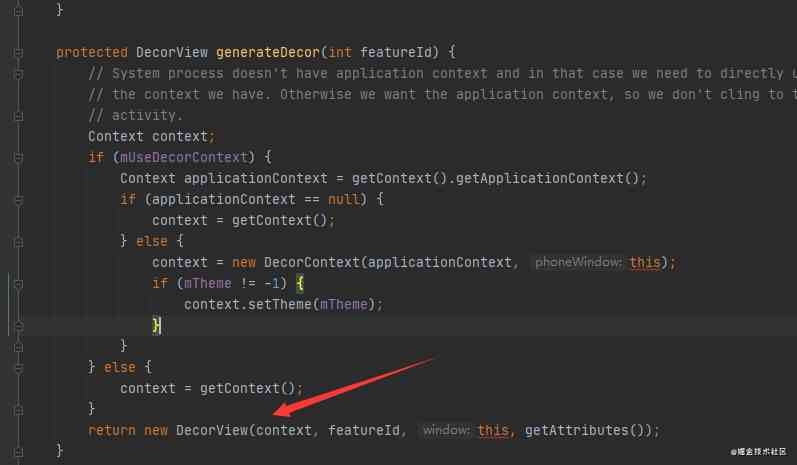 }
protected DecorView generateDecor(int featureId) {
// System process doesn't have application context and in that case we need to directly u
// the context we have. Otherwise we want the application context, so we don't cling to t
// activity.
Context context;
if (mUseDecorContext) {
Context applicationContext = getContext().getApplicationContext();
if (applicationContext == null) {
context = getContext();
} else {
context = new DecorContext(applicationContext, phoneWindow: this);
if (mTheme != -1) {
context.setTheme(mTheme);
}
}
} else {
context = getContext();
}
return new DecorView(context, featureId, window: this, getAttributes());
}
@掘金技术社区